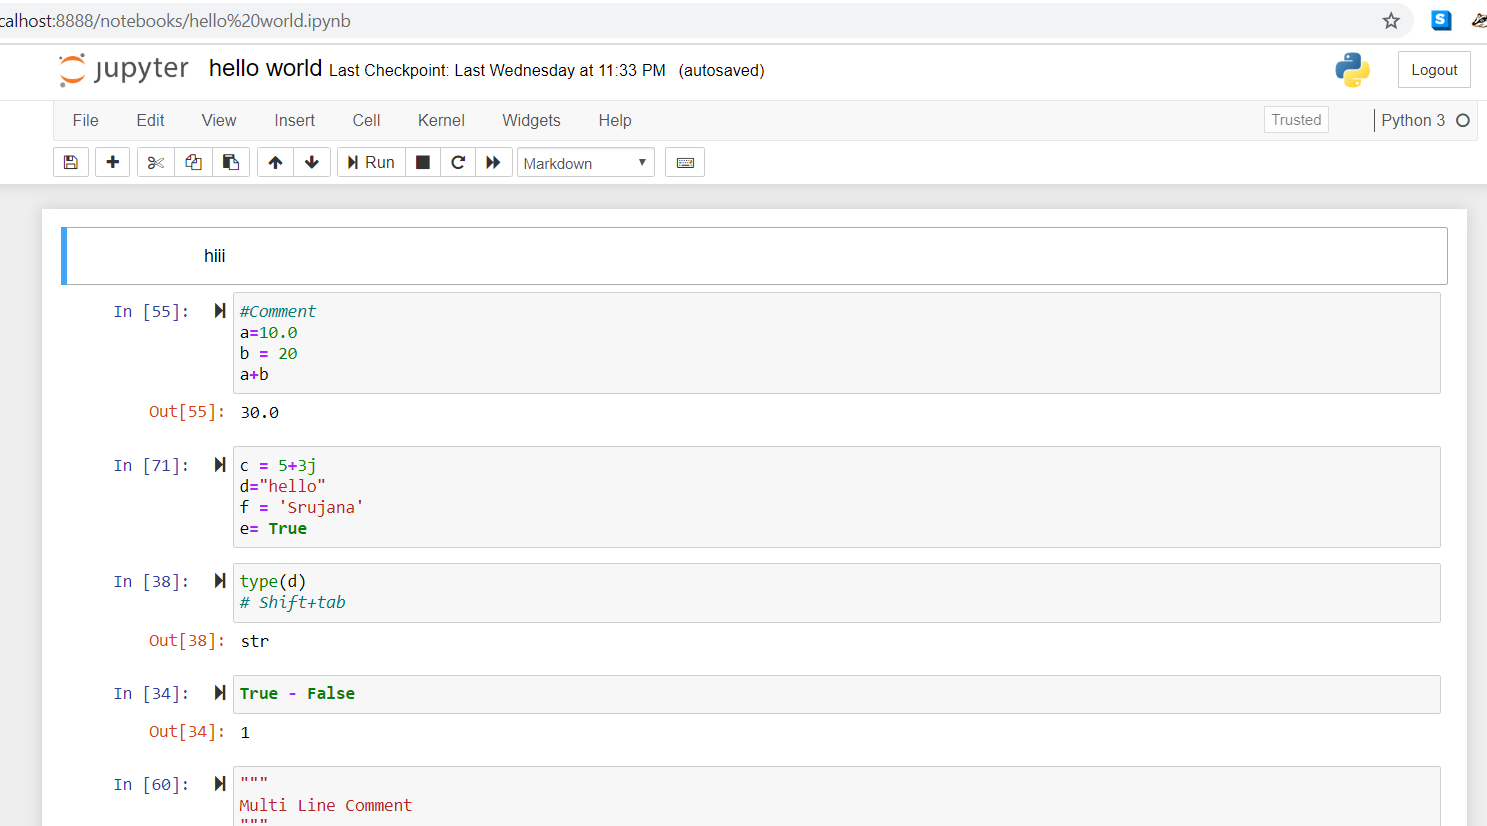 calhost:8888/notebooks/hello%20world.ipynb
S
jupyter hello world Last Checkpoint: Last Wednesday at 11:33 PM (autosaved) Logout
File Edit View Insert Cell Kernel Widgets Help Trusted Python 3
Run Markdown
hiii
In [55]: #Comment
a=10.0
b = 20
a+b
Out[55]: 30.0
In [71]: c = 5+3j
d="hello"
f = 'Srujana'
e= True
In [38]: type(d)
# Shift+tab
Out[38]: str
In [34]: True - False
Out[34]: 1
In [60]: """
Multi Line Comment
"""